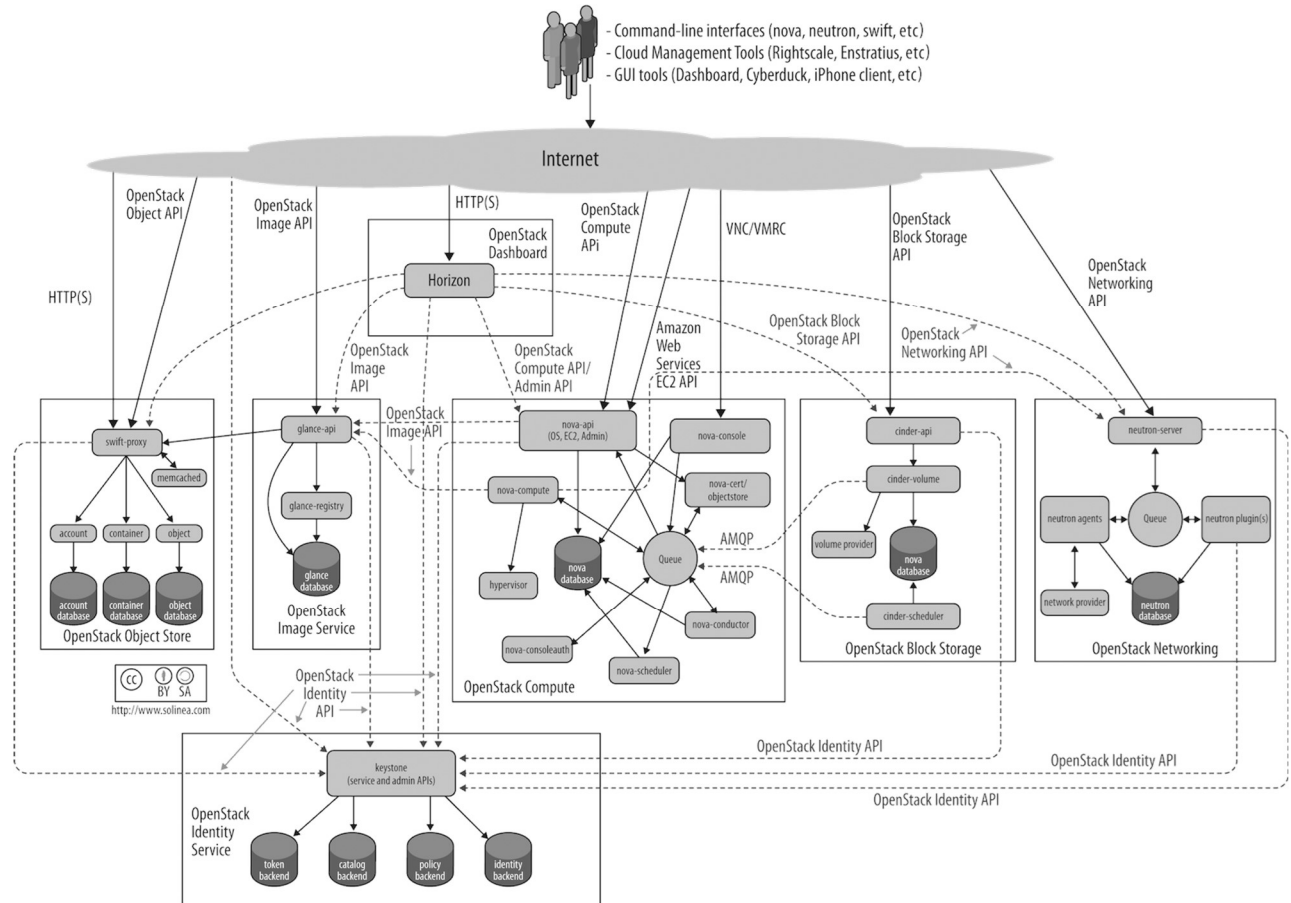 - Command-line interfaces (nova, neutron, swift, etc)
- Cloud Management Tools (Rightscale, Enstratius, etc)
- GUI tools (Dashboard, Cyberduck, iPhone client, etc)
Internet
OpenStack
Object API
OpenStack
Image API
HTTP(S)
OpenStack
Compute
APi
VNC/VMRC
OpenStack
Block Storage
API
OpenStack
Networking
API
HTTP(S)
OpenStack
Dashboard
Horizon
OpenStack
Image
API
OpenStack
Compute API/
Admin API
Amazon
Web
Services
EC2 API
OpenStack Block
Storage API
OpenStack
Networking API
OpenStack
Image API
swift-proxy
memcached
account
container
object
account
database
container
database
object
database
OpenStack Object Store
glance-api
glance-registry
glance
database
OpenStack
Image Service
nova-api
(OS, EC2, Admin)
nova-console
nova-compute
nova-cert/
objectstore
hypervisor
nova
database
Queue
nova-conductor
nova-consoleauth
nova-scheduler
OpenStack Compute
AMQP
AMQP
cinder-api
cinder-volume
volume provider
nova
database
cinder-scheduler
OpenStack Block Storage
neutron-server
neutron agents
Queue
neutron plugin(s)
network provider
neutron
database
OpenStack Networking
cc
BY SA
http://www.solinea.com
OpenStack
Identity
API
OpenStack Identity API
OpenStack Identity API
OpenStack Identity API
keystone
(service and admin APIs)
OpenStack
Identity
Service
token
backend
catalog
backend
policy
backend
identity
backend